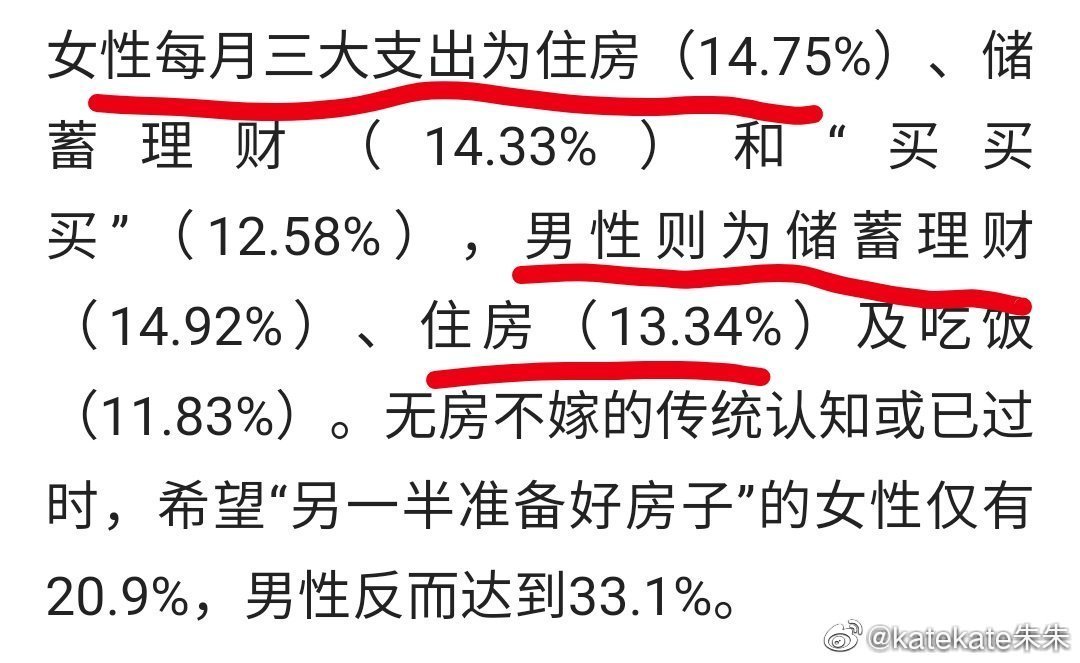 女性每月三大支出为住房（14.75%）、储
蓄理财（14.33%）和“买买
买”（12.58%），男性则为储蓄理财
（14.92%）、住房（13.34%）及吃饭
（11.83%）。无房不嫁的传统认知或已过
时，希望“另一半准备好房子”的女性仅有
20.9%，男性反而达到33.1%。
@katekate朱朱